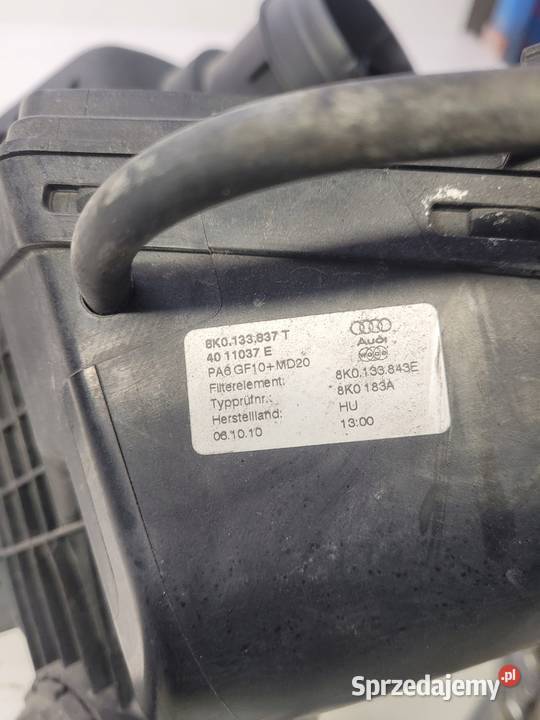 8K0.133.837 T
40 11037 E
PA6 GF10+MD20
Audi
Filterelement: 8K0.133.843E
Typprüfnr.: 8K0 183A
Herstellland: HU
06.10.10 13:00
Sprzedajemy.pl